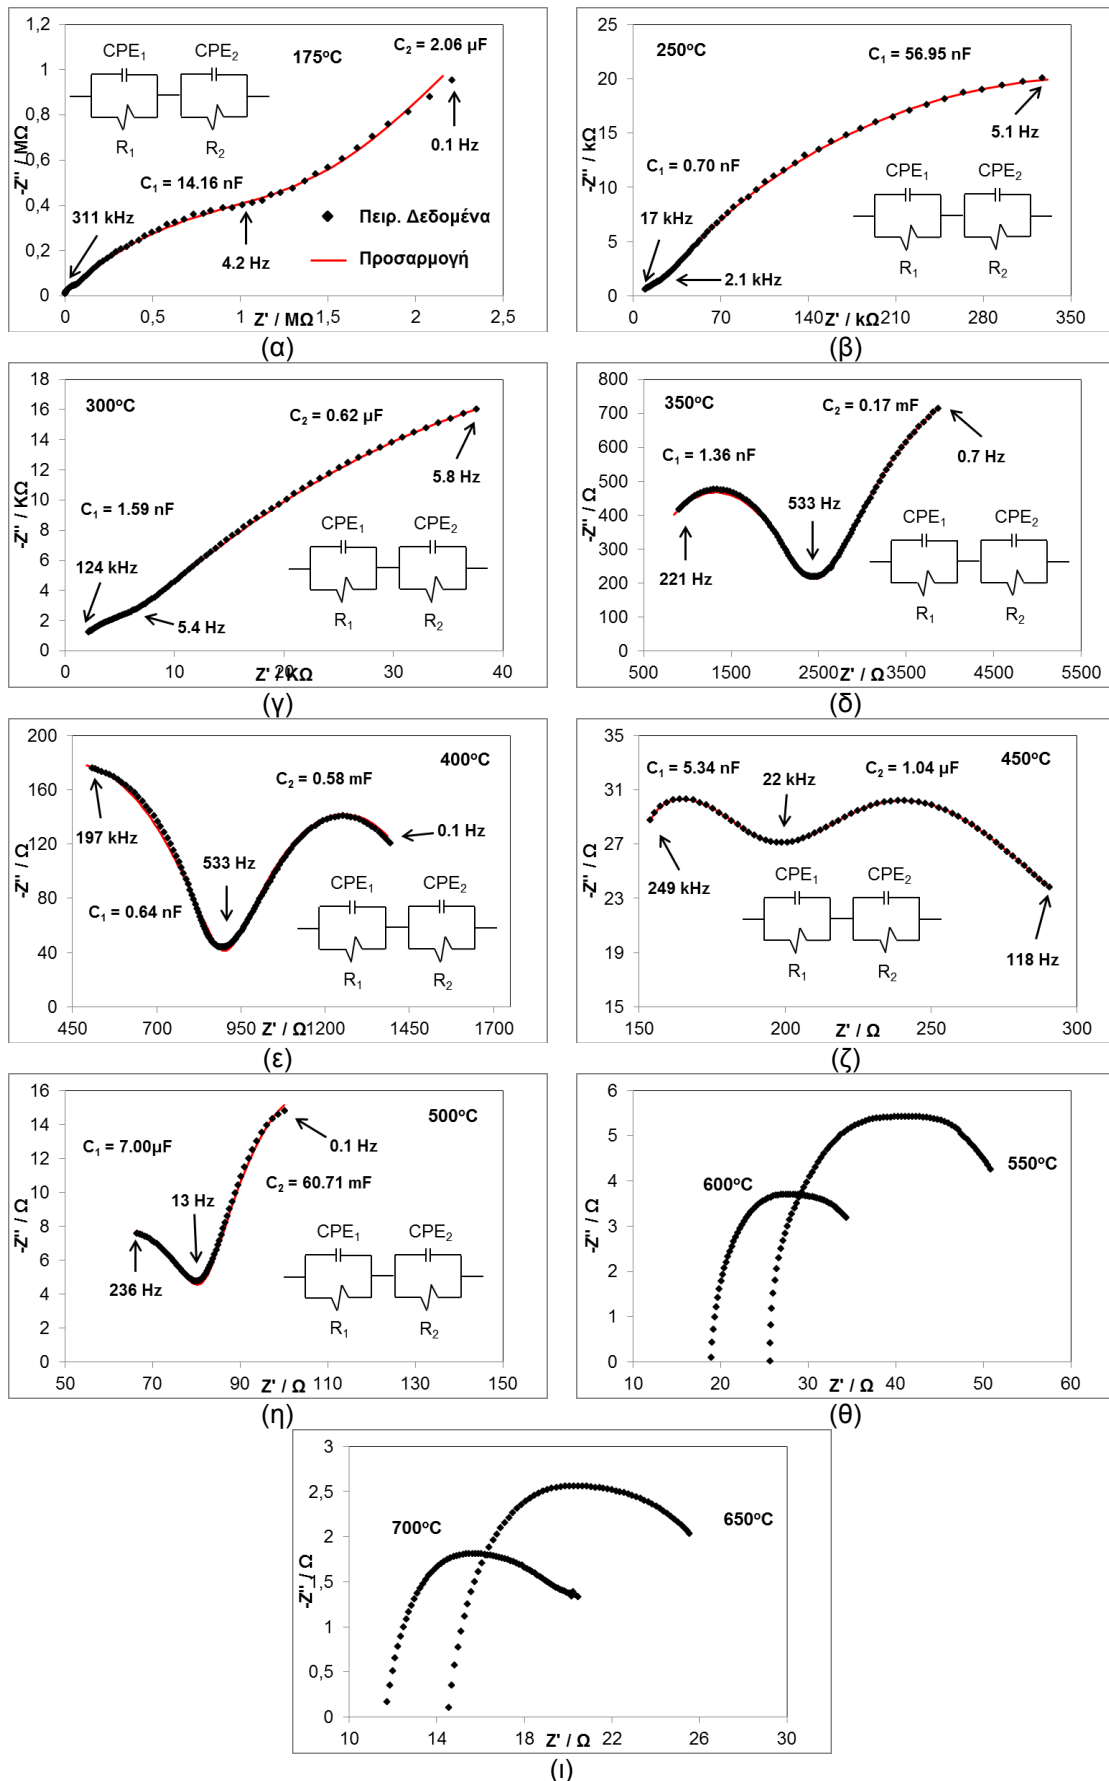 1,2
1
0,8
0,6
0,4
0,2
0
-Z'' / MΩ
CPE1 CPE2
R1 R2
175°C
C2 = 2.06 μF
0.1 Hz
C1 = 14.16 nF
311 kHz
4.2 Hz
Πειρ. Δεδομένα
Προσαρμογή
0 0,5 1 1,5 2 2,5
Z' / MΩ
(α)
25
20
15
10
5
0
-Z'' / kΩ
250°C
C1 = 56.95 nF
5.1 Hz
C1 = 0.70 nF
17 kHz
2.1 kHz
CPE1 CPE2
R1 R2
0 70 140 210 280 350
Z' / kΩ
(β)
18
16
14
12
10
8
6
4
2
0
-Z'' / KΩ
300°C
C2 = 0.62 μF
5.8 Hz
C1 = 1.59 nF
124 kHz
5.4 Hz
CPE1 CPE2
R1 R2
0 10 20 30 40
Z' / KΩ
(γ)
800
700
600
500
400
300
200
100
0
-Z'' / Ω
350°C
C2 = 0.17 mF
0.7 Hz
C1 = 1.36 nF
533 Hz
221 Hz
CPE1 CPE2
R1 R2
500 1500 2500 3500 4500 5500
Z' / Ω
(δ)
200
160
120
80
40
0
-Z'' / Ω
400°C
C2 = 0.58 mF
197 kHz
0.1 Hz
533 Hz
C1 = 0.64 nF
CPE1 CPE2
R1 R2
450 700 950 1200 1450 1700
Z' / Ω
(ε)
35
31
27
23
19
15
-Z'' / Ω
C1 = 5.34 nF
22 kHz
C2 = 1.04 μF
450°C
249 kHz
118 Hz
CPE1 CPE2
R1 R2
150 200 250 300
Z' / Ω
(ζ)
16
14
12
10
8
6
4
2
0
-Z'' / Ω
500°C
C1 = 7.00μF
0.1 Hz
C2 = 60.71 mF
13 Hz
236 Hz
CPE1 CPE2
R1 R2
50 70 90 110 130 150
Z' / Ω
(η)
6
5
4
3
2
1
0
-Z'' / Ω
550°C
600°C
10 20 30 40 50 60
Z' / Ω
(θ)
3
2,5
2
1,5
1
0,5
0
-Z'' / Ω
700°C
650°C
10 14 18 22 26 30
Z' / Ω
(ι)